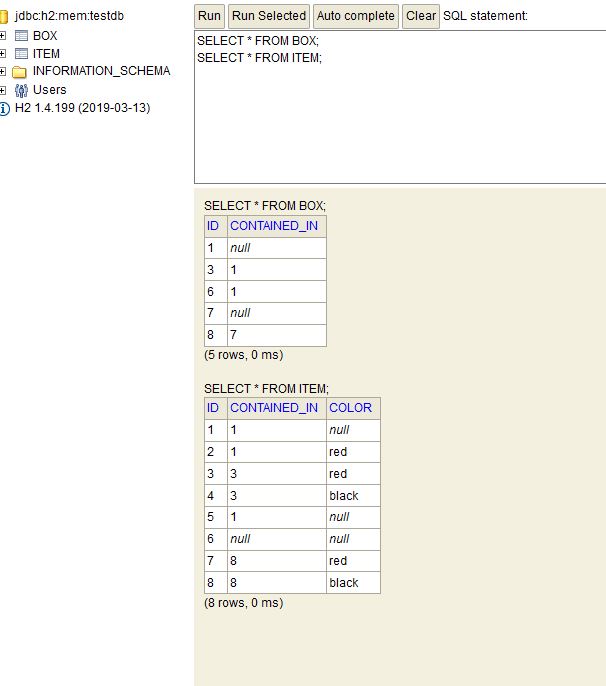 jdbc:h2:mem:testdb
BOX
ITEM
INFORMATION_SCHEMA
Users
H2 1.4.199 (2019-03-13)
Run Run Selected Auto complete Clear SQL statement:
SELECT * FROM BOX;
SELECT * FROM ITEM;
SELECT * FROM BOX;
ID CONTAINED_IN
1 null
3 1
6 1
7 null
8 7
(5 rows, 0 ms)
SELECT * FROM ITEM;
ID CONTAINED_IN COLOR
1 1 null
2 1 red
3 3 red
4 3 black
5 1 null
6 null null
7 8 red
8 8 black
(8 rows, 0 ms)